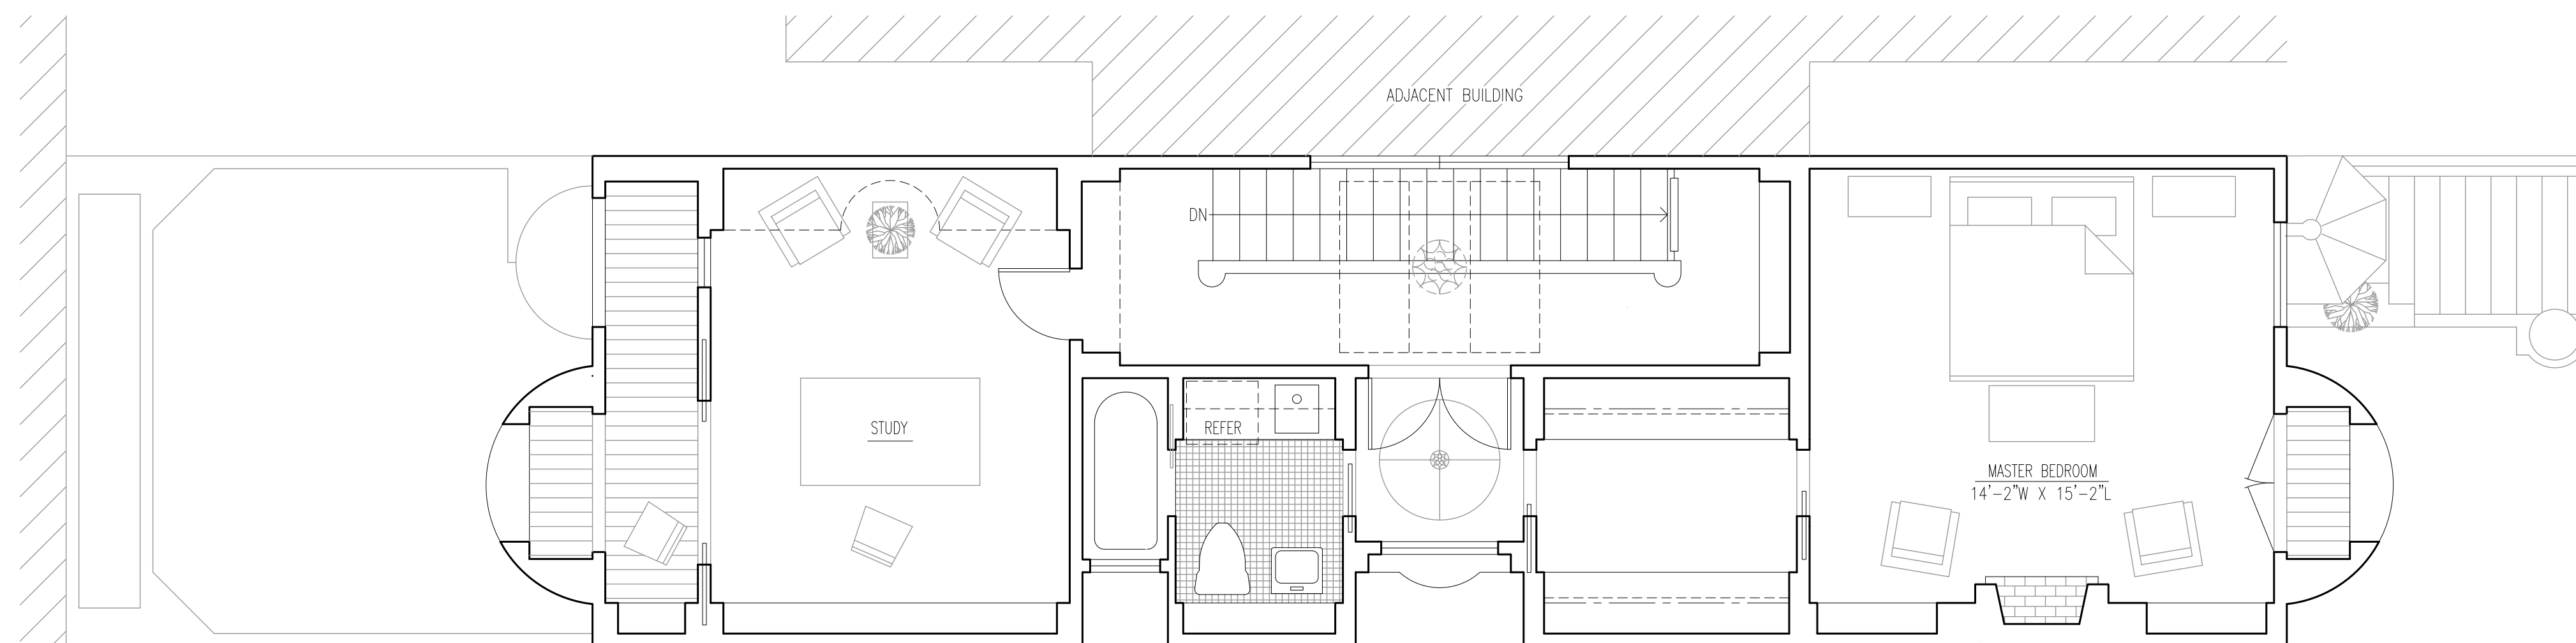 ADJACENT BUILDING
DN
REFER
STUDY
MASTER BEDROOM
14'-2"W X 15'-2"L